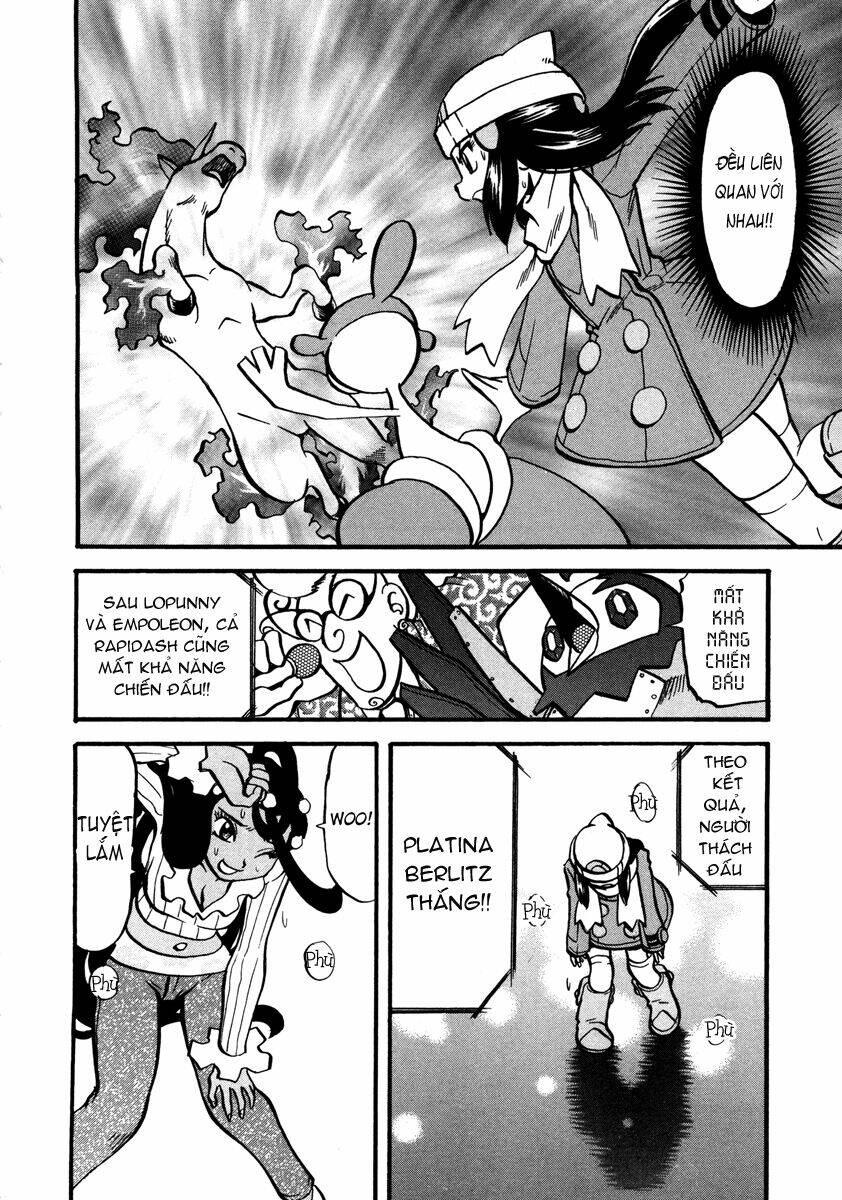 ĐỀU LIÊN
QUAN VỚI
NHAU!!
MẤT
KHẢ
NĂNG
CHIẾN
ĐẤU
SAU LOPUNNY
VÀ EMPOLEON, CẢ
RAPIDASH CŨNG
MẤT KHẢ NĂNG
CHIẾN ĐẤU!!
THEO
KẾT
QUẢ,
NGƯỜI
THÁCH
ĐẤU
Phù
PLATINA
BERLITZ
THẮNG!!
Phù
Phù
WOO!
TUYỆT
LẮM
Phù
Phù